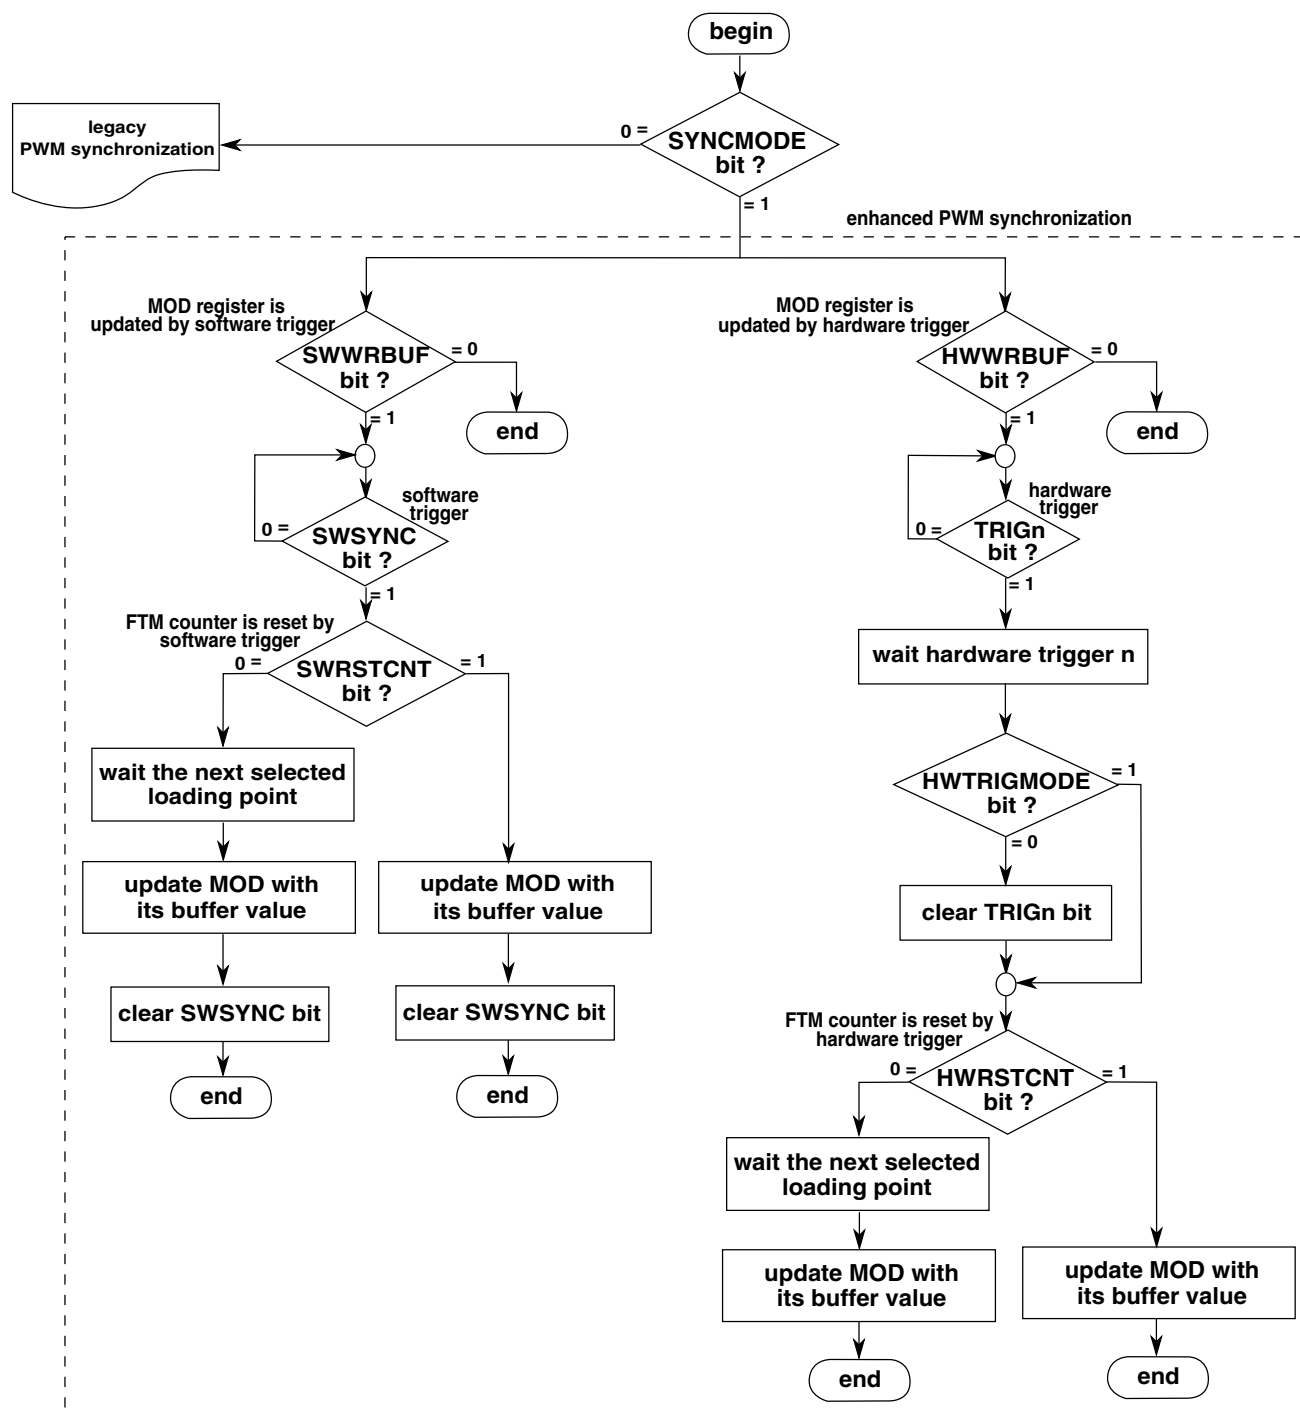 begin
SYNCMODE
bit ?
0 =
= 1
legacy
PWM synchronization
enhanced PWM synchronization
MOD register is
updated by software trigger
SWWRBUF
bit ?
= 0
end
= 1
software
trigger
SWSYNC
bit ?
0 =
= 1
FTM counter is reset by
software trigger
SWRSTCNT
bit ?
0 =
= 1
wait the next selected
loading point
update MOD with
its buffer value
clear SWSYNC bit
end
update MOD with
its buffer value
clear SWSYNC bit
end
MOD register is
updated by hardware trigger
HWWRBUF
bit ?
= 0
end
= 1
hardware
trigger
TRIGn
bit ?
0 =
= 1
wait hardware trigger n
HWTRIGMODE
bit ?
= 1
= 0
clear TRIGn bit
FTM counter is reset by
hardware trigger
HWRSTCNT
bit ?
0 =
= 1
wait the next selected
loading point
update MOD with
its buffer value
end
update MOD with
its buffer value
end